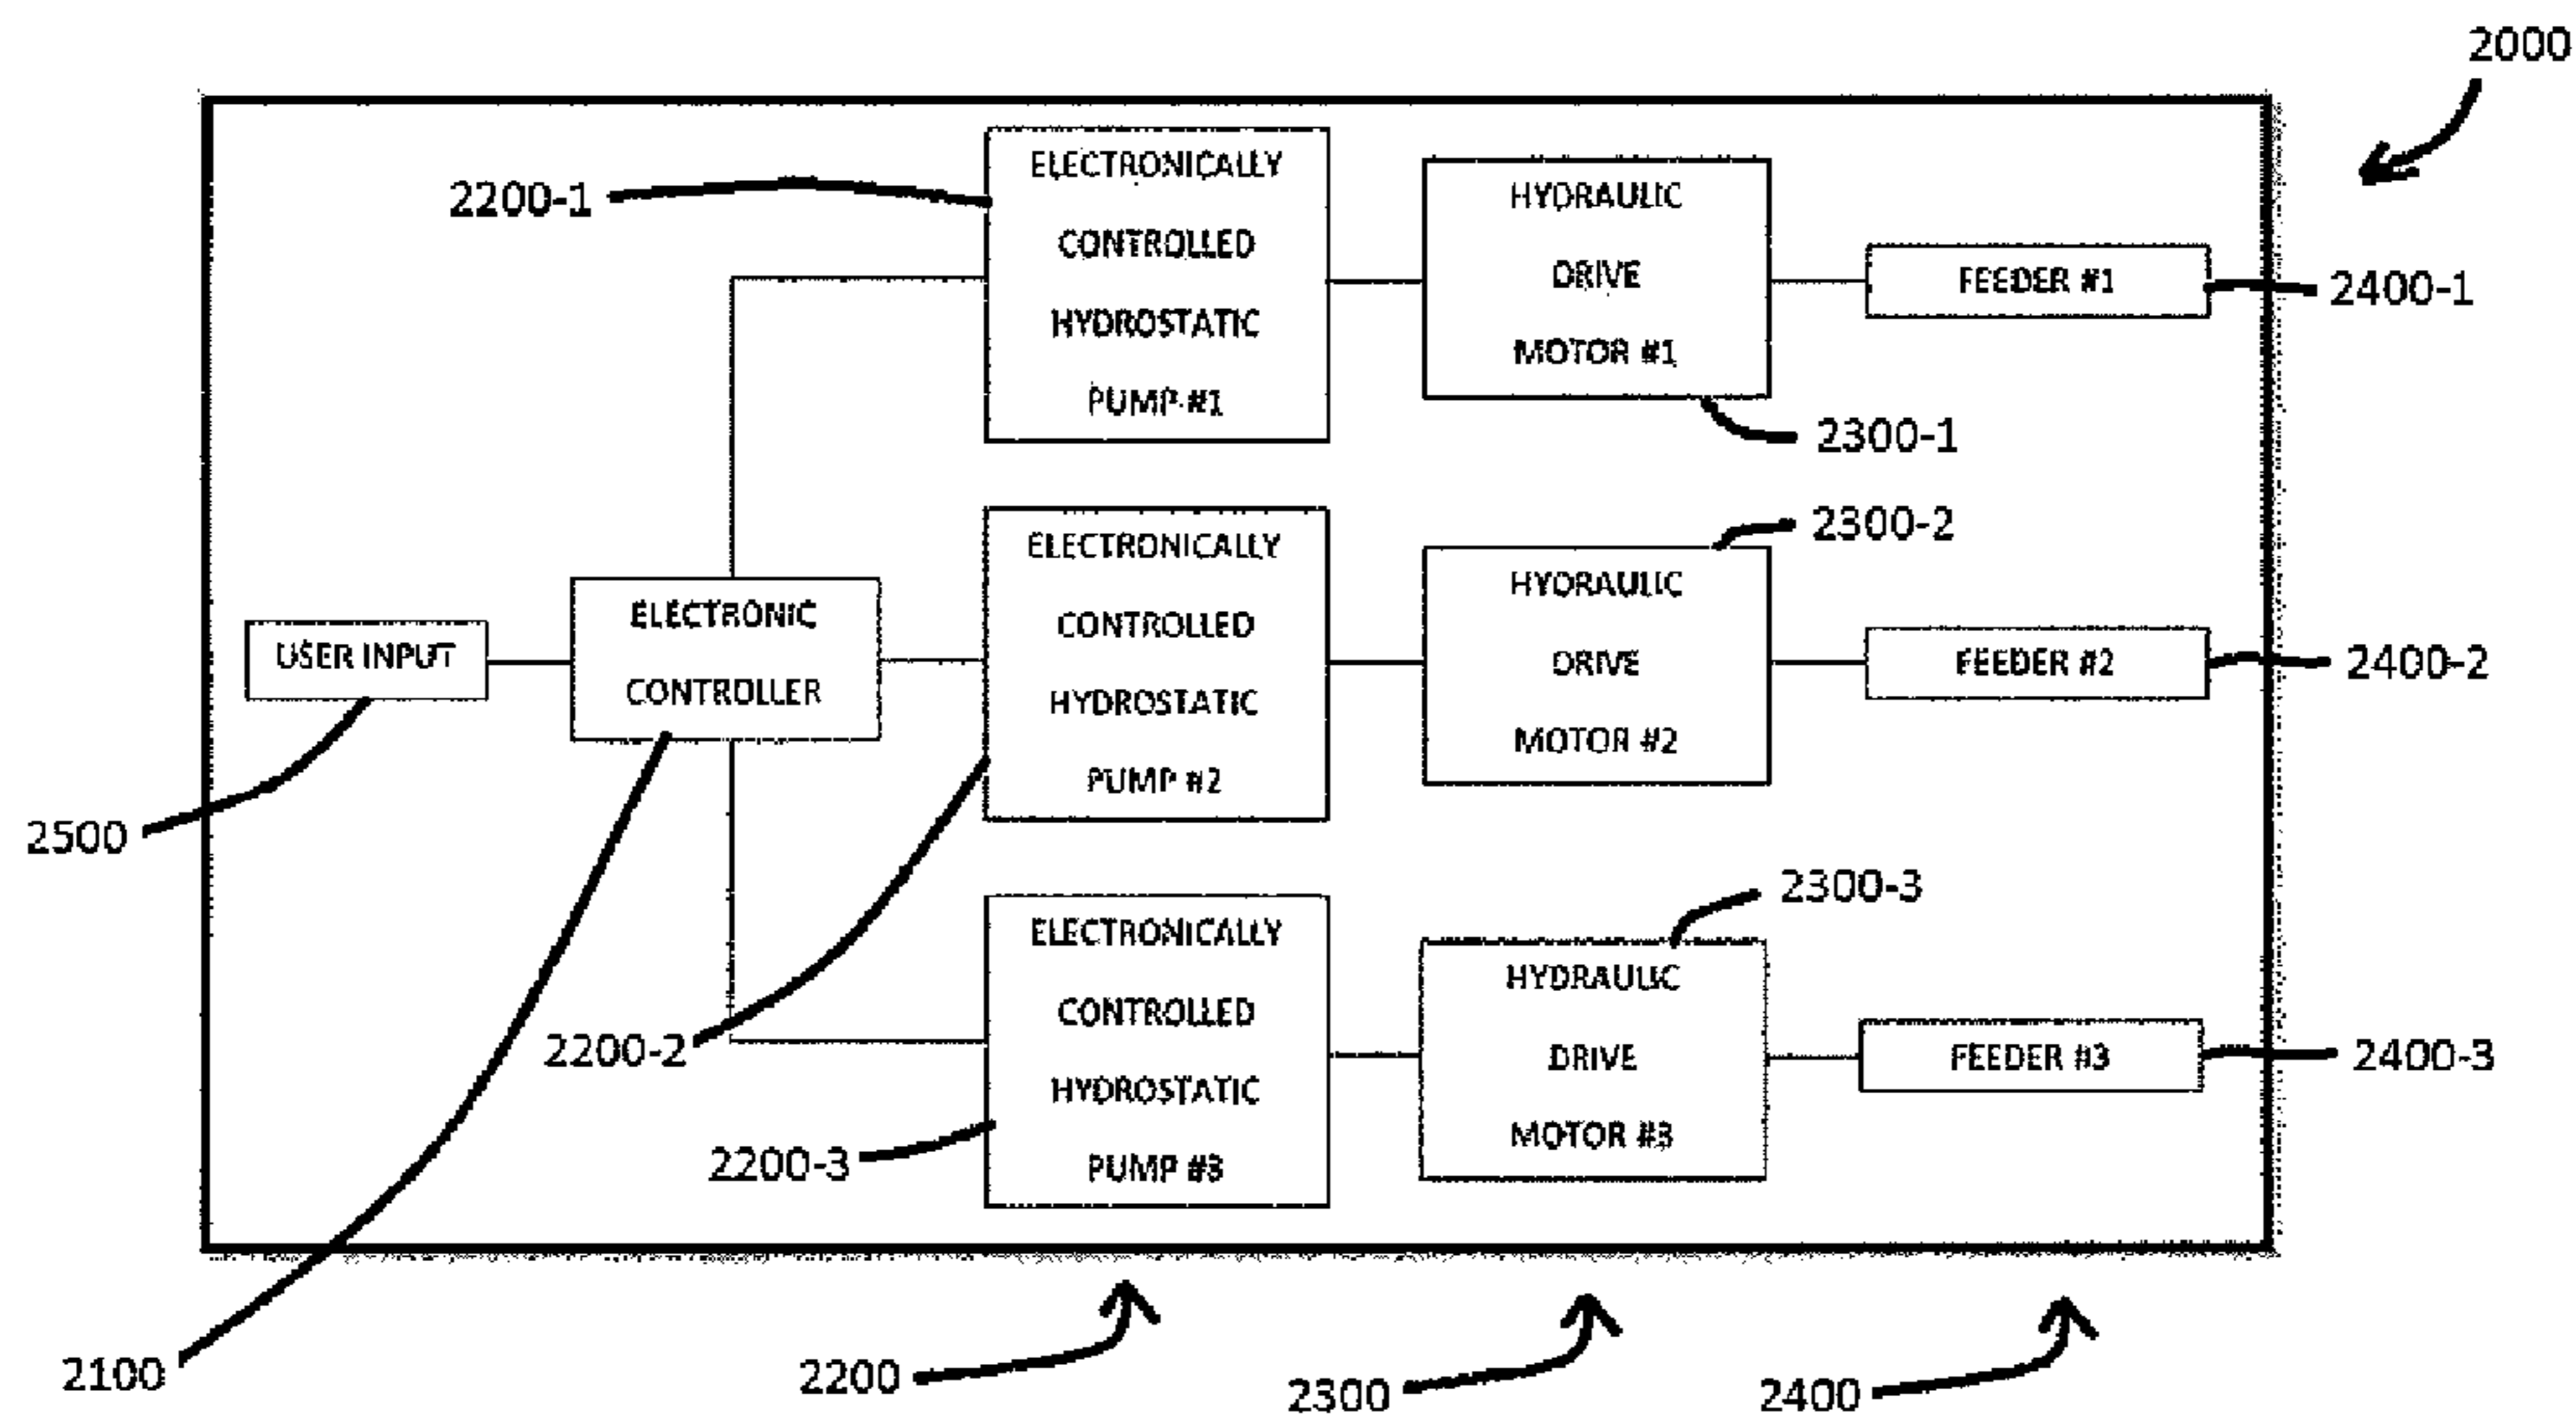 2000
ELECTRONICALLY
CONTROLLED
HYDROSTATIC
PUMP #1
2200-1
HYDRAULIC
DRIVE
MOTOR #1
2300-1
FEEDER #1
2400-1
USER INPUT
2500
ELECTRONIC
CONTROLLER
2100
ELECTRONICALLY
CONTROLLED
HYDROSTATIC
PUMP #2
2200-2
2300-2
HYDRAULIC
DRIVE
MOTOR #2
FEEDER #2
2400-2
ELECTRONICALLY
CONTROLLED
HYDROSTATIC
PUMP #3
2200-3
2300-3
HYDRAULIC
DRIVE
MOTOR #3
FEEDER #3
2400-3
2200
2300
2400